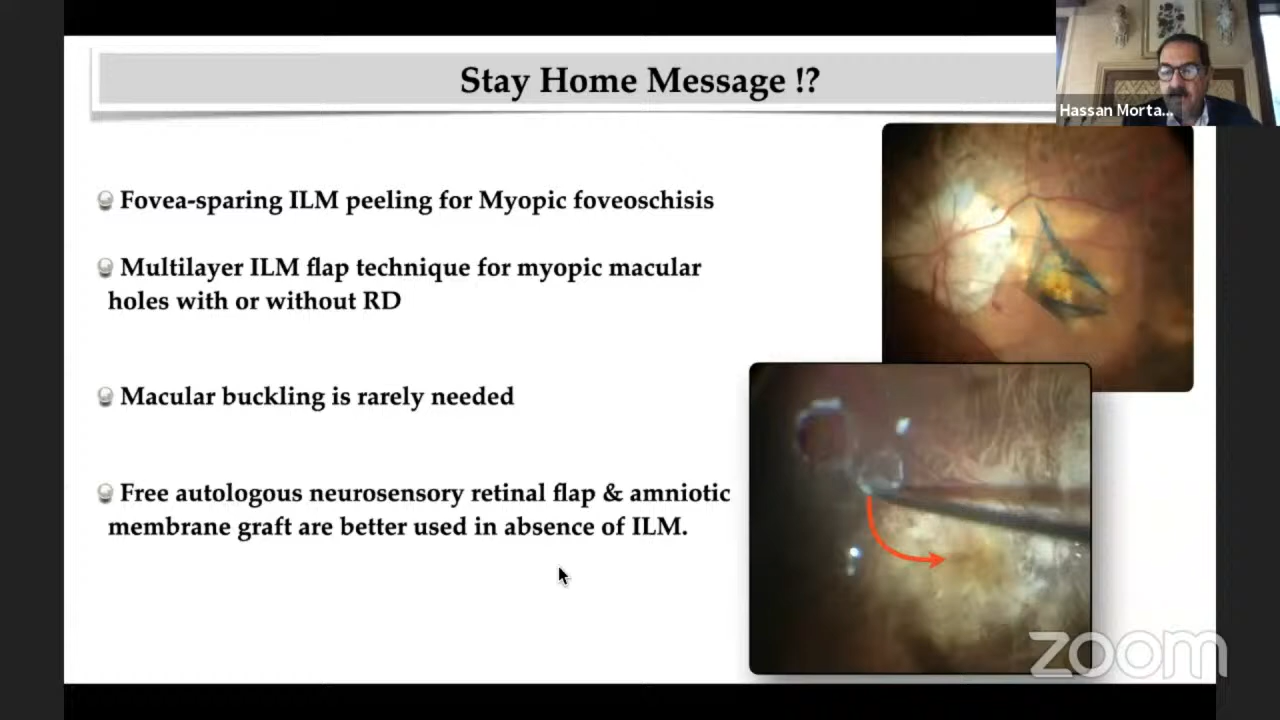 Stay Home Message !?
Hassan Morta...
Fovea-sparing ILM peeling for Myopic foveoschisis
Multilayer ILM flap technique for myopic macular
holes with or without RD
Macular buckling is rarely needed
Free autologous neurosensory retinal flap & amniotic
membrane graft are better used in absence of ILM.
zoom